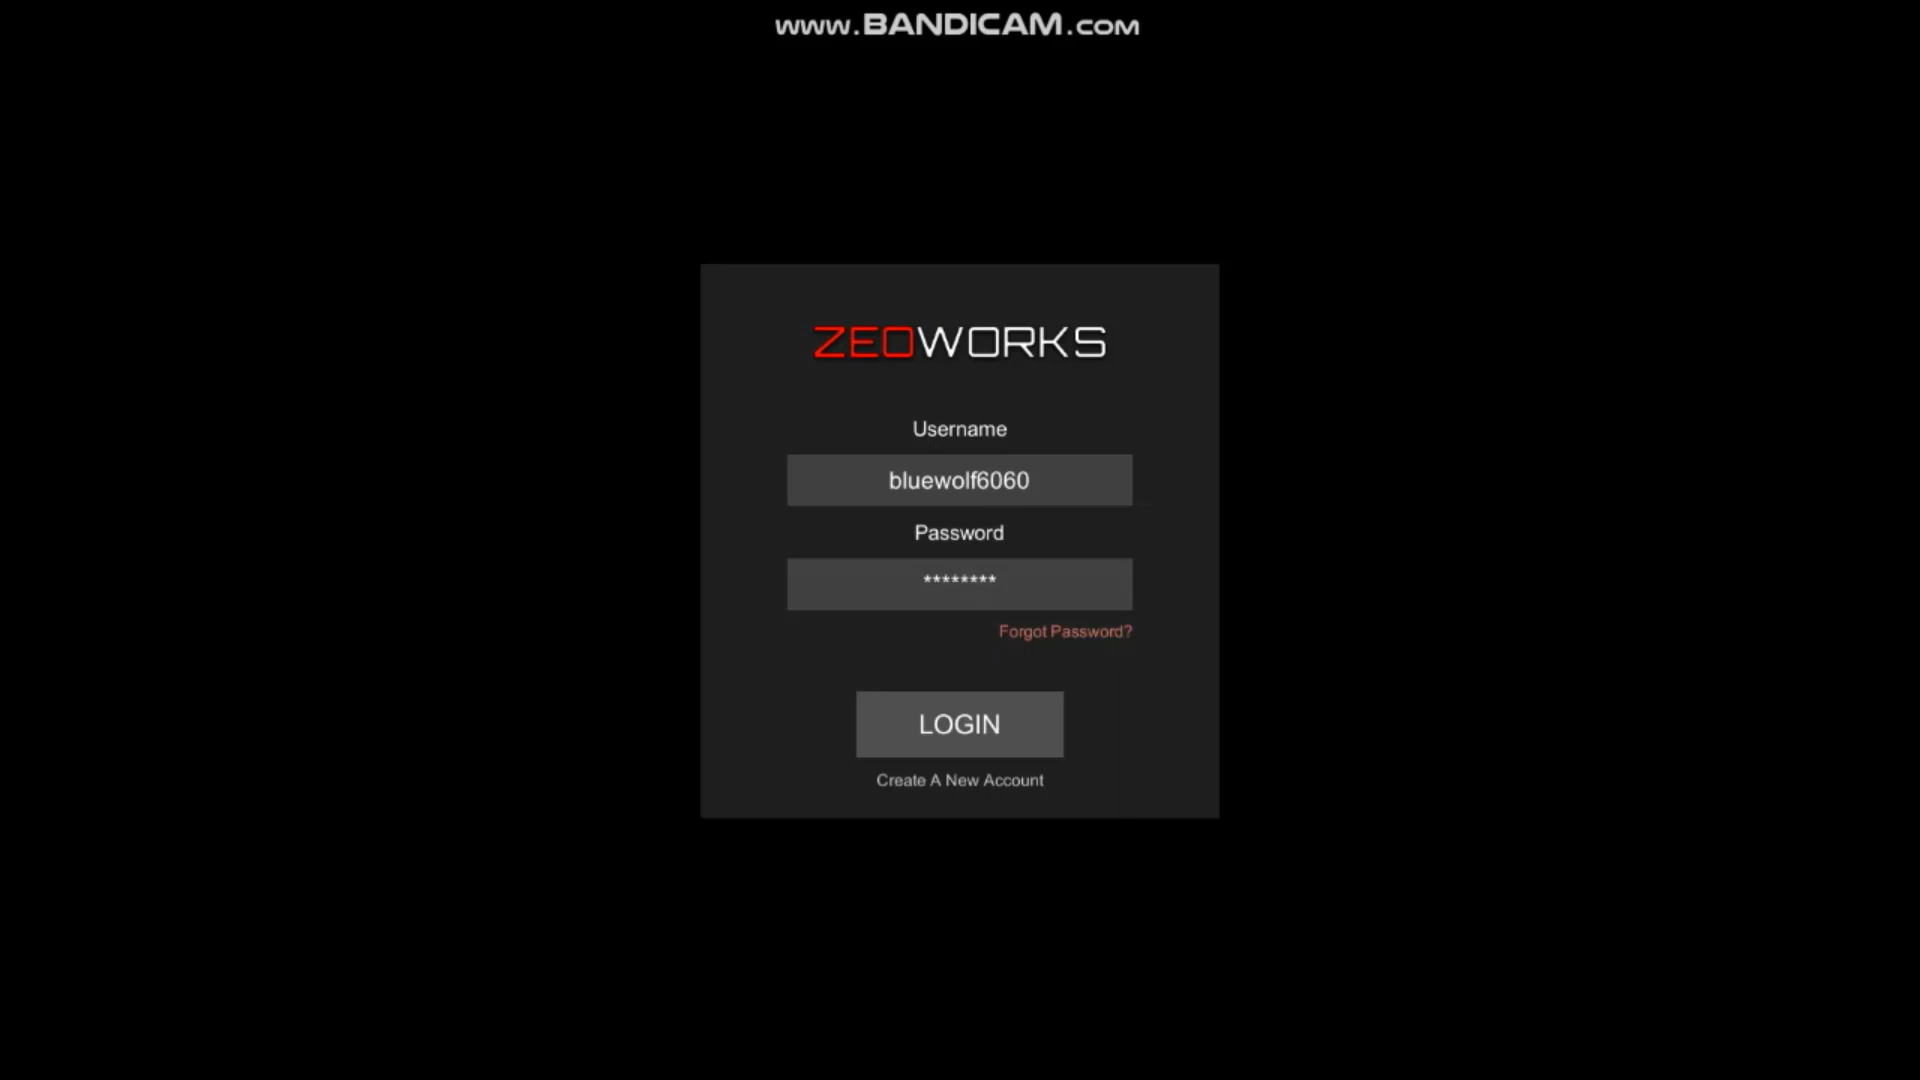 www.BANDICAM.com
ZEOWORKS
Username
bluewolf6060
Password
********
Forgot Password?
LOGIN
Create A New Account